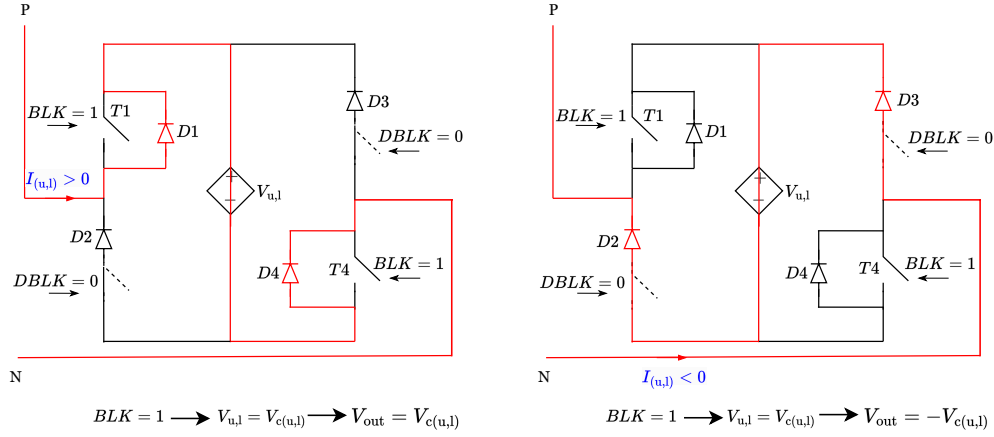 P
BLK = 1
T1
D1
D3
DBLK = 0
I(u,l) > 0
+
−
Vu,l
D2
DBLK = 0
D4
T4
BLK = 1
N
BLK = 1 → Vu,l = Vc(u,l) → Vout = Vc(u,l)
P
BLK = 1
T1
D1
D3
DBLK = 0
+
−
Vu,l
D2
DBLK = 0
D4
T4
BLK = 1
N
I(u,l) < 0
BLK = 1 → Vu,l = Vc(u,l) → Vout = −Vc(u,l)